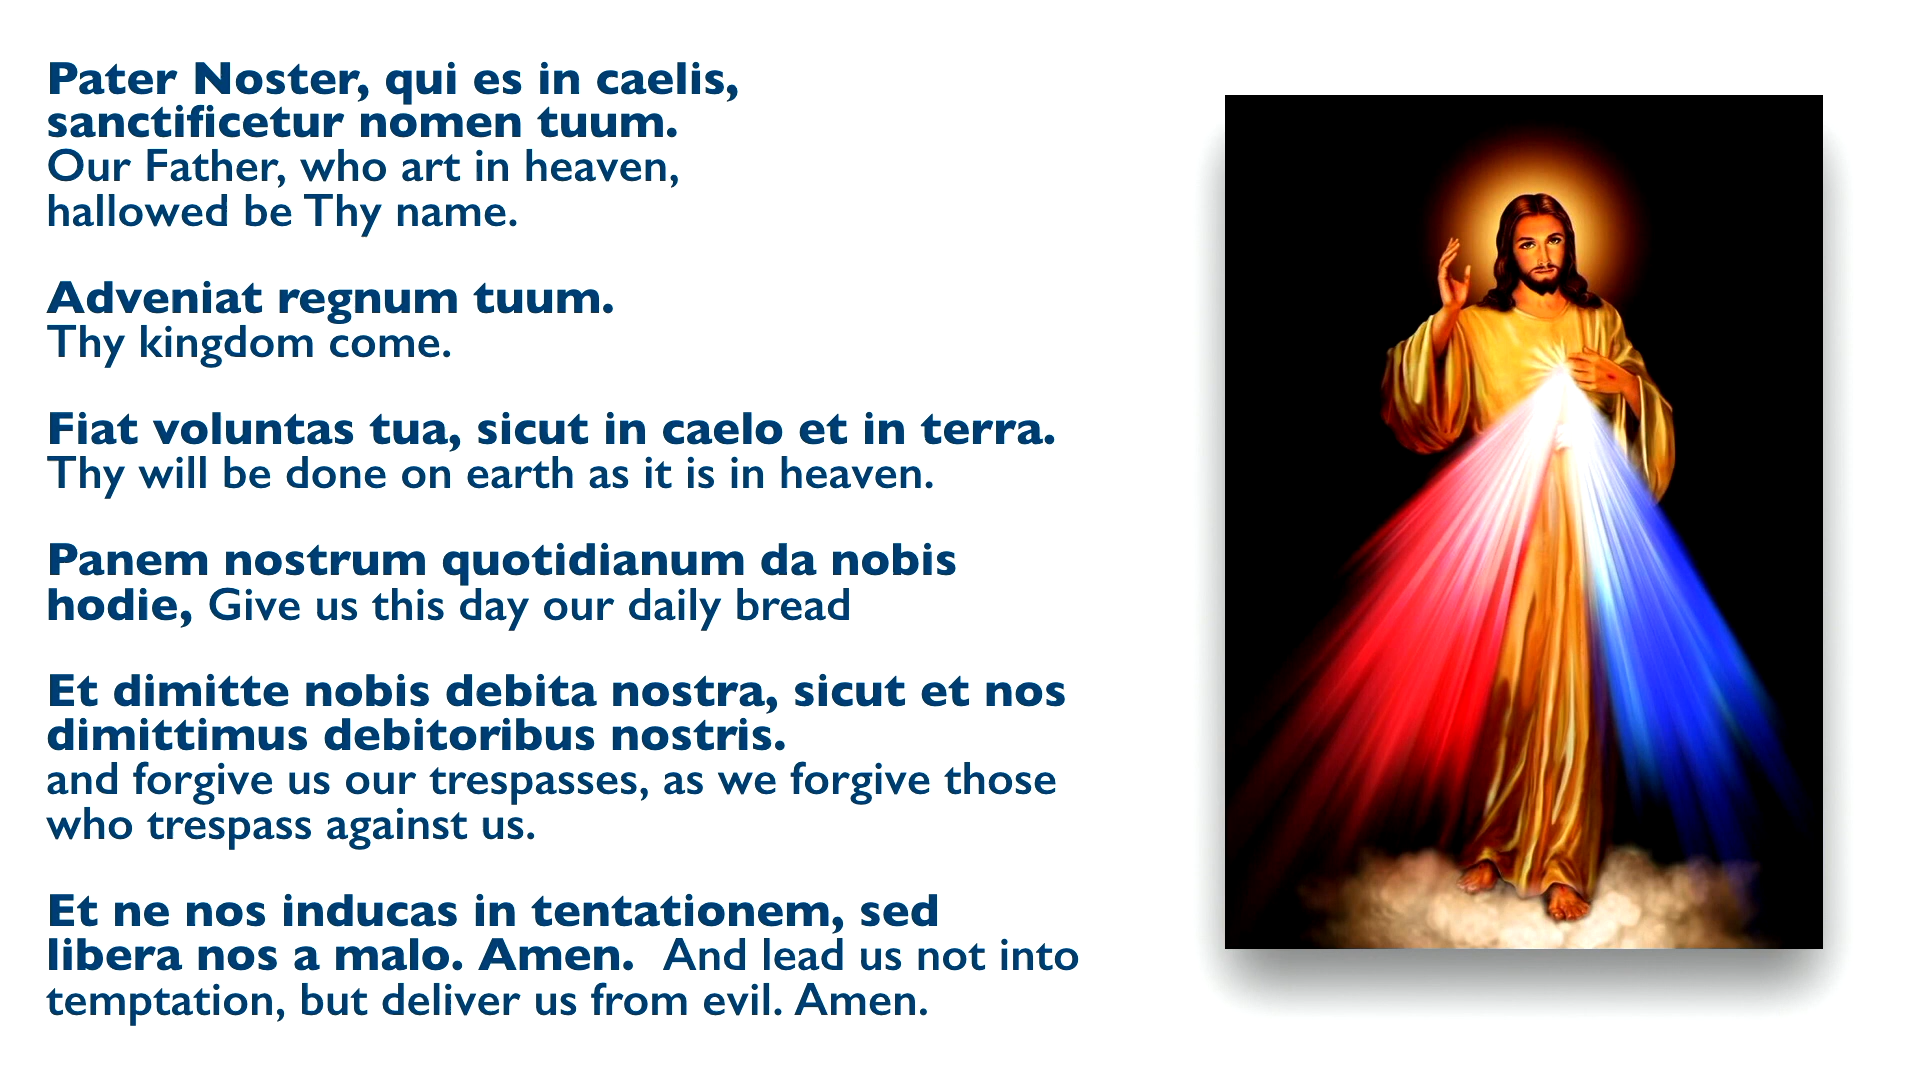 Pater Noster, qui es in caelis,
sanctificetur nomen tuum.
Our Father, who art in heaven,
hallowed be Thy name.
Adveniat regnum tuum.
Thy kingdom come.
Fiat voluntas tua, sicut in caelo et in terra.
Thy will be done on earth as it is in heaven.
Panem nostrum quotidianum da nobis
hodie, Give us this day our daily bread
Et dimitte nobis debita nostra, sicut et nos
dimittimus debitoribus nostris.
and forgive us our trespasses, as we forgive those
who trespass against us.
Et ne nos inducas in tentationem, sed
libera nos a malo. Amen. And lead us not into
temptation, but deliver us from evil. Amen.